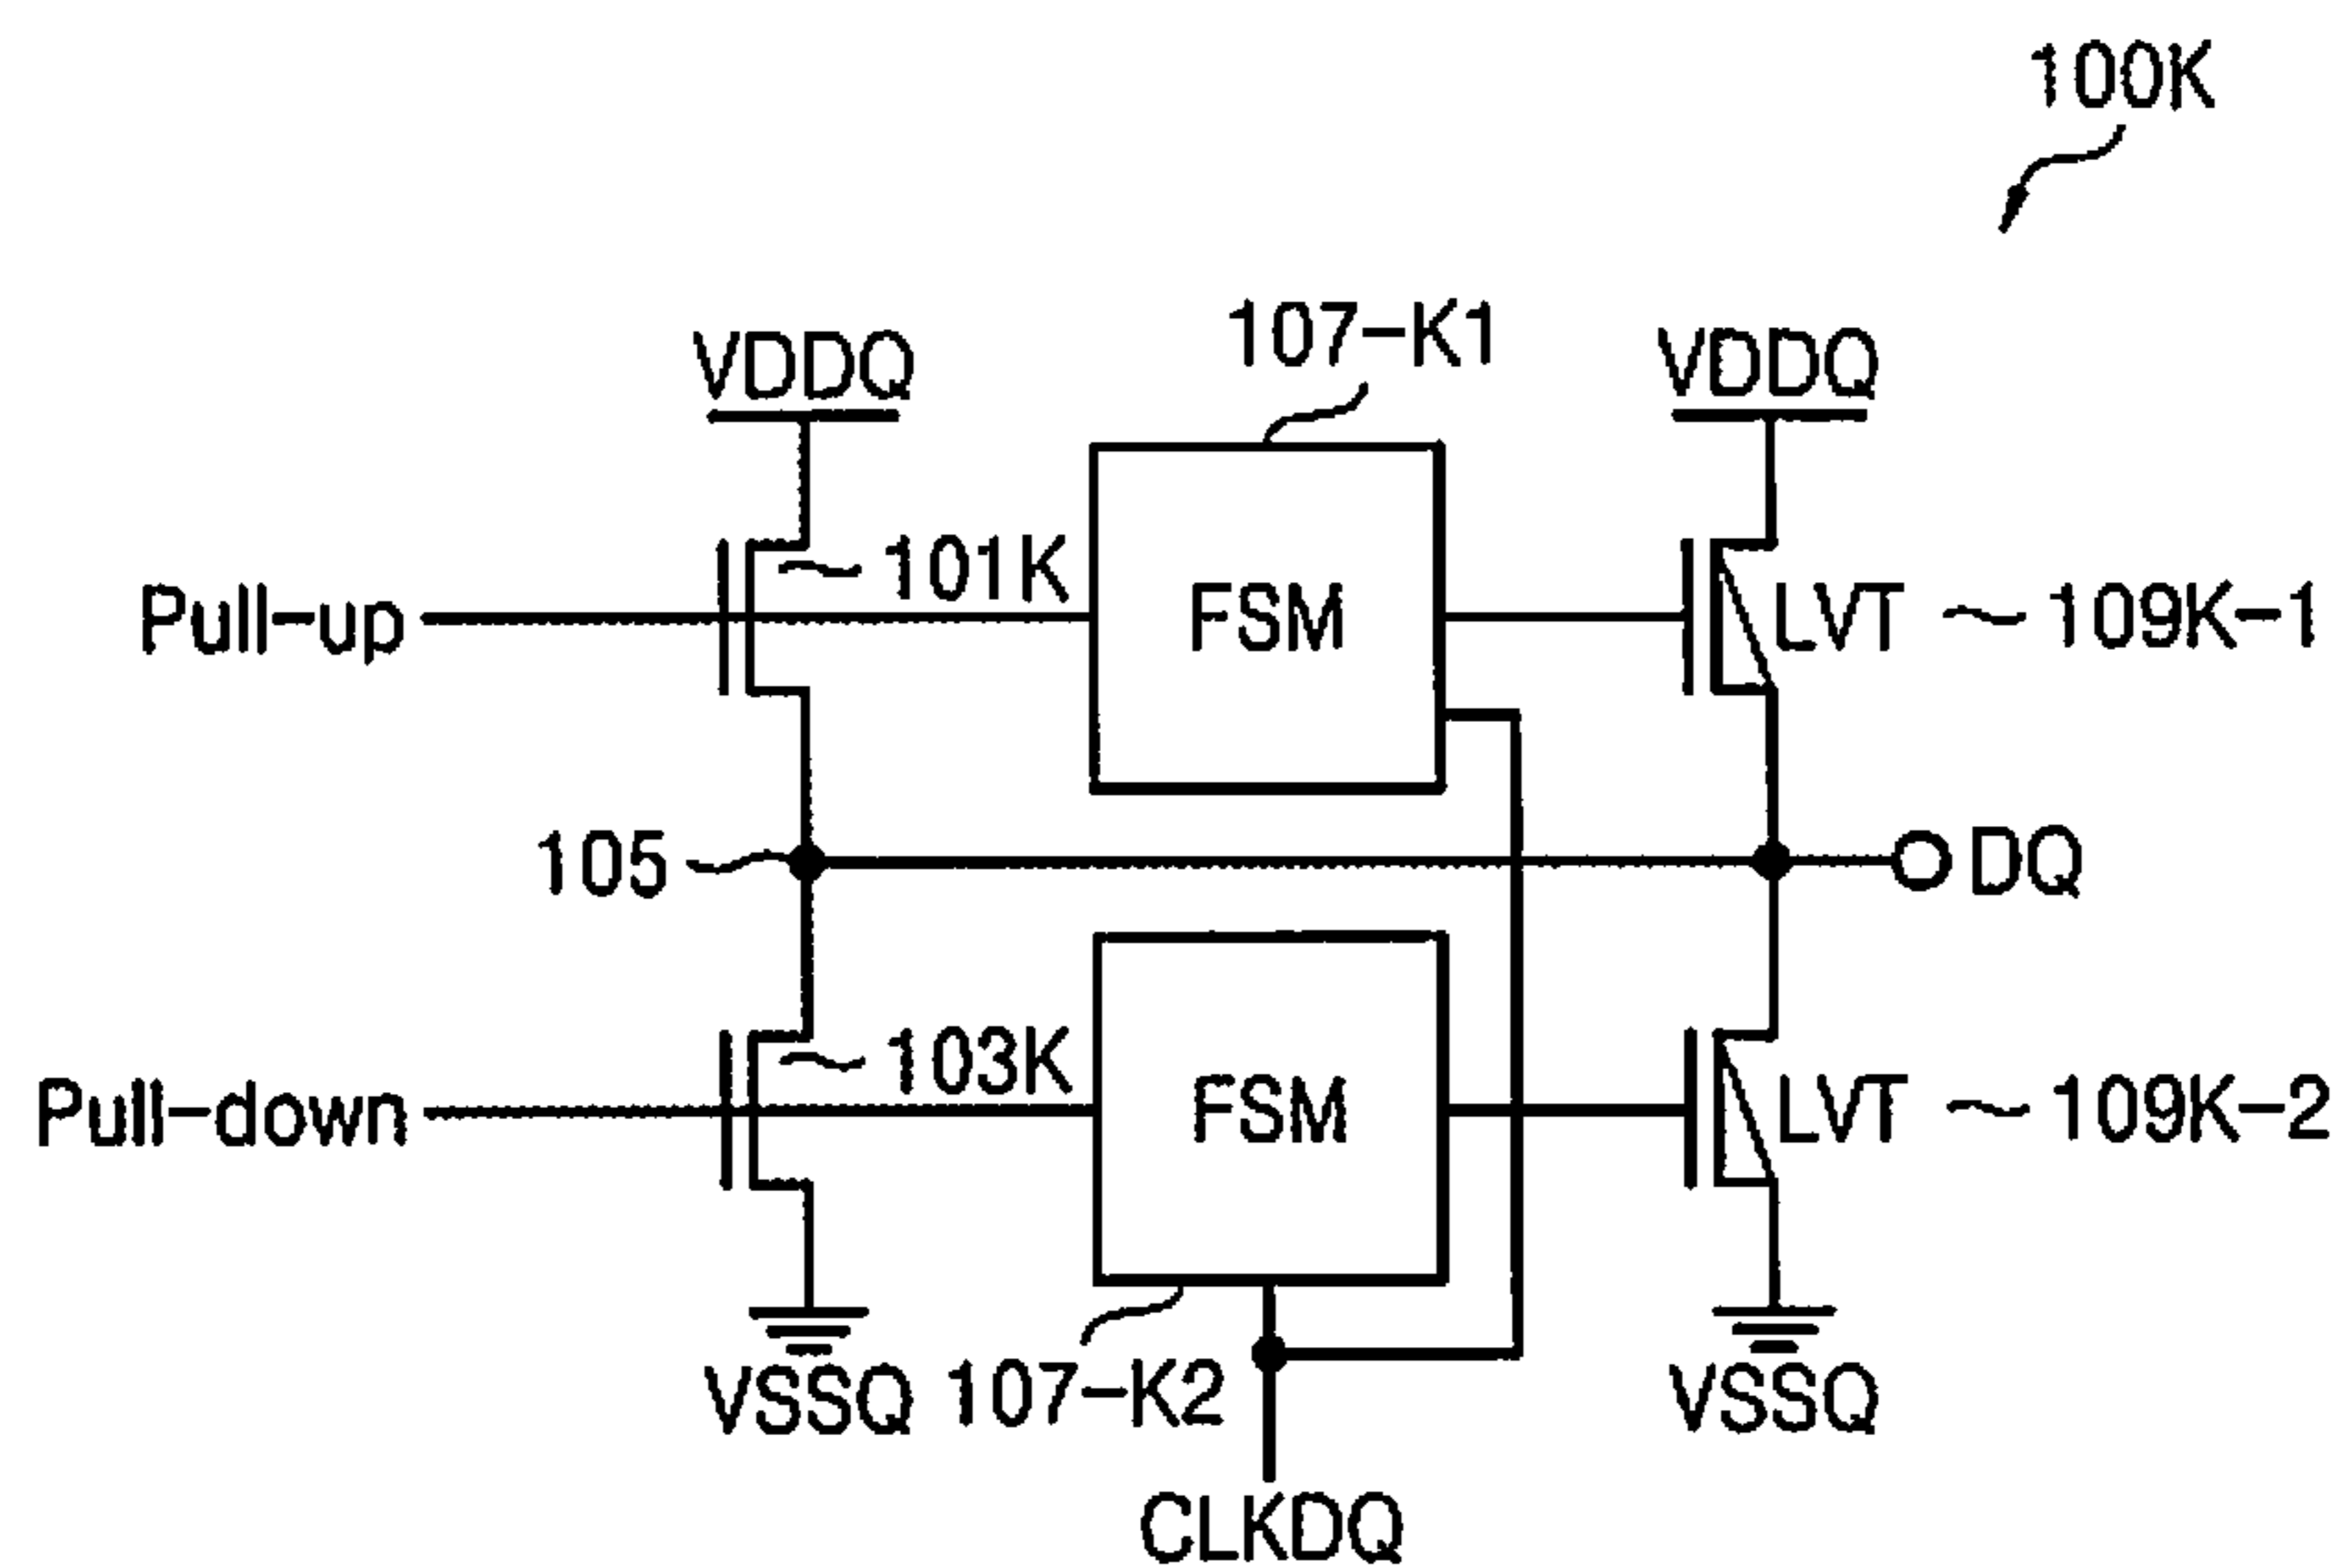 100K
107-K1
VDDQ
VDDQ
101K
Pull-up
FSM
LVT
109K-1
105
DQ
103K
Pull-down
FSM
LVT
109K-2
VSSQ
107-K2
VSSQ
CLKDQ